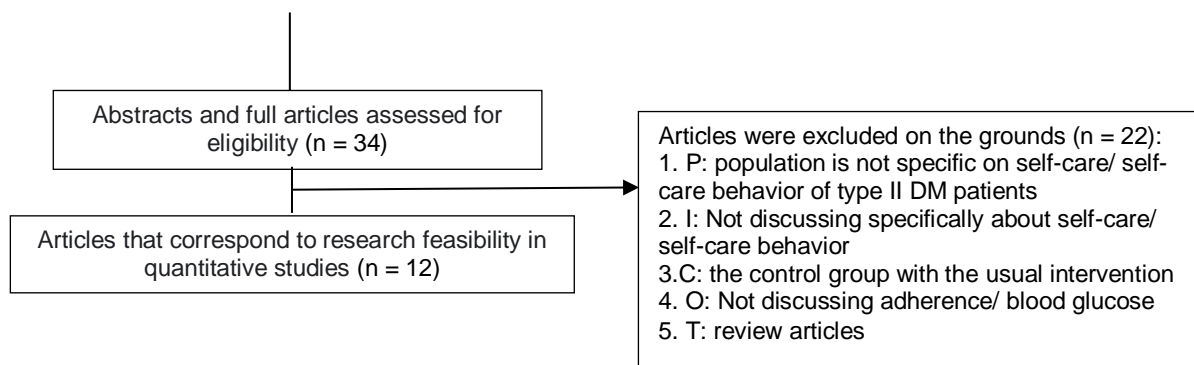 Abstracts and full articles assessed for
eligibility (n = 34)
Articles were excluded on the grounds (n = 22):
1. P: population is not specific on self-care/ self-
care behavior of type II DM patients
2. I: Not discussing specifically about self-care/
self-care behavior
3.C: the control group with the usual intervention
4. O: Not discussing adherence/ blood glucose
5. T: review articles
Articles that correspond to research feasibility in
quantitative studies (n = 12)